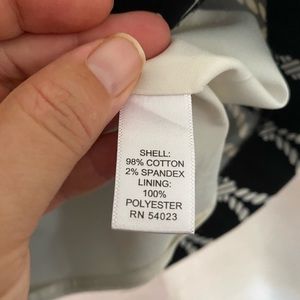 SHELL:
98% COTTON
2% SPANDEX
LINING:
100%
POLYESTER
RN 54023